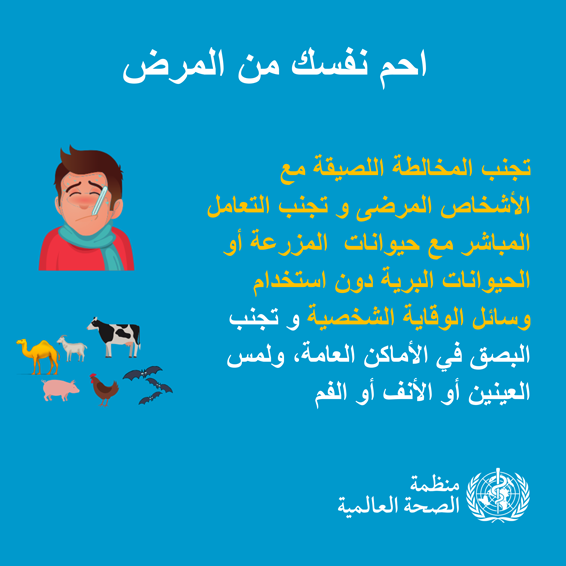 احم نفسك من المرض
تجنب المخالطة اللصيقة مع
الأشخاص المرضى و تجنب التعامل
المباشر مع حيوانات المزرعة أو
الحيوانات البرية دون استخدام
وسائل الوقاية الشخصية و تجنب
البصق في الأماكن العامة، ولمس
العينين أو الأنف أو الفم
منظمة
الصحة العالمية